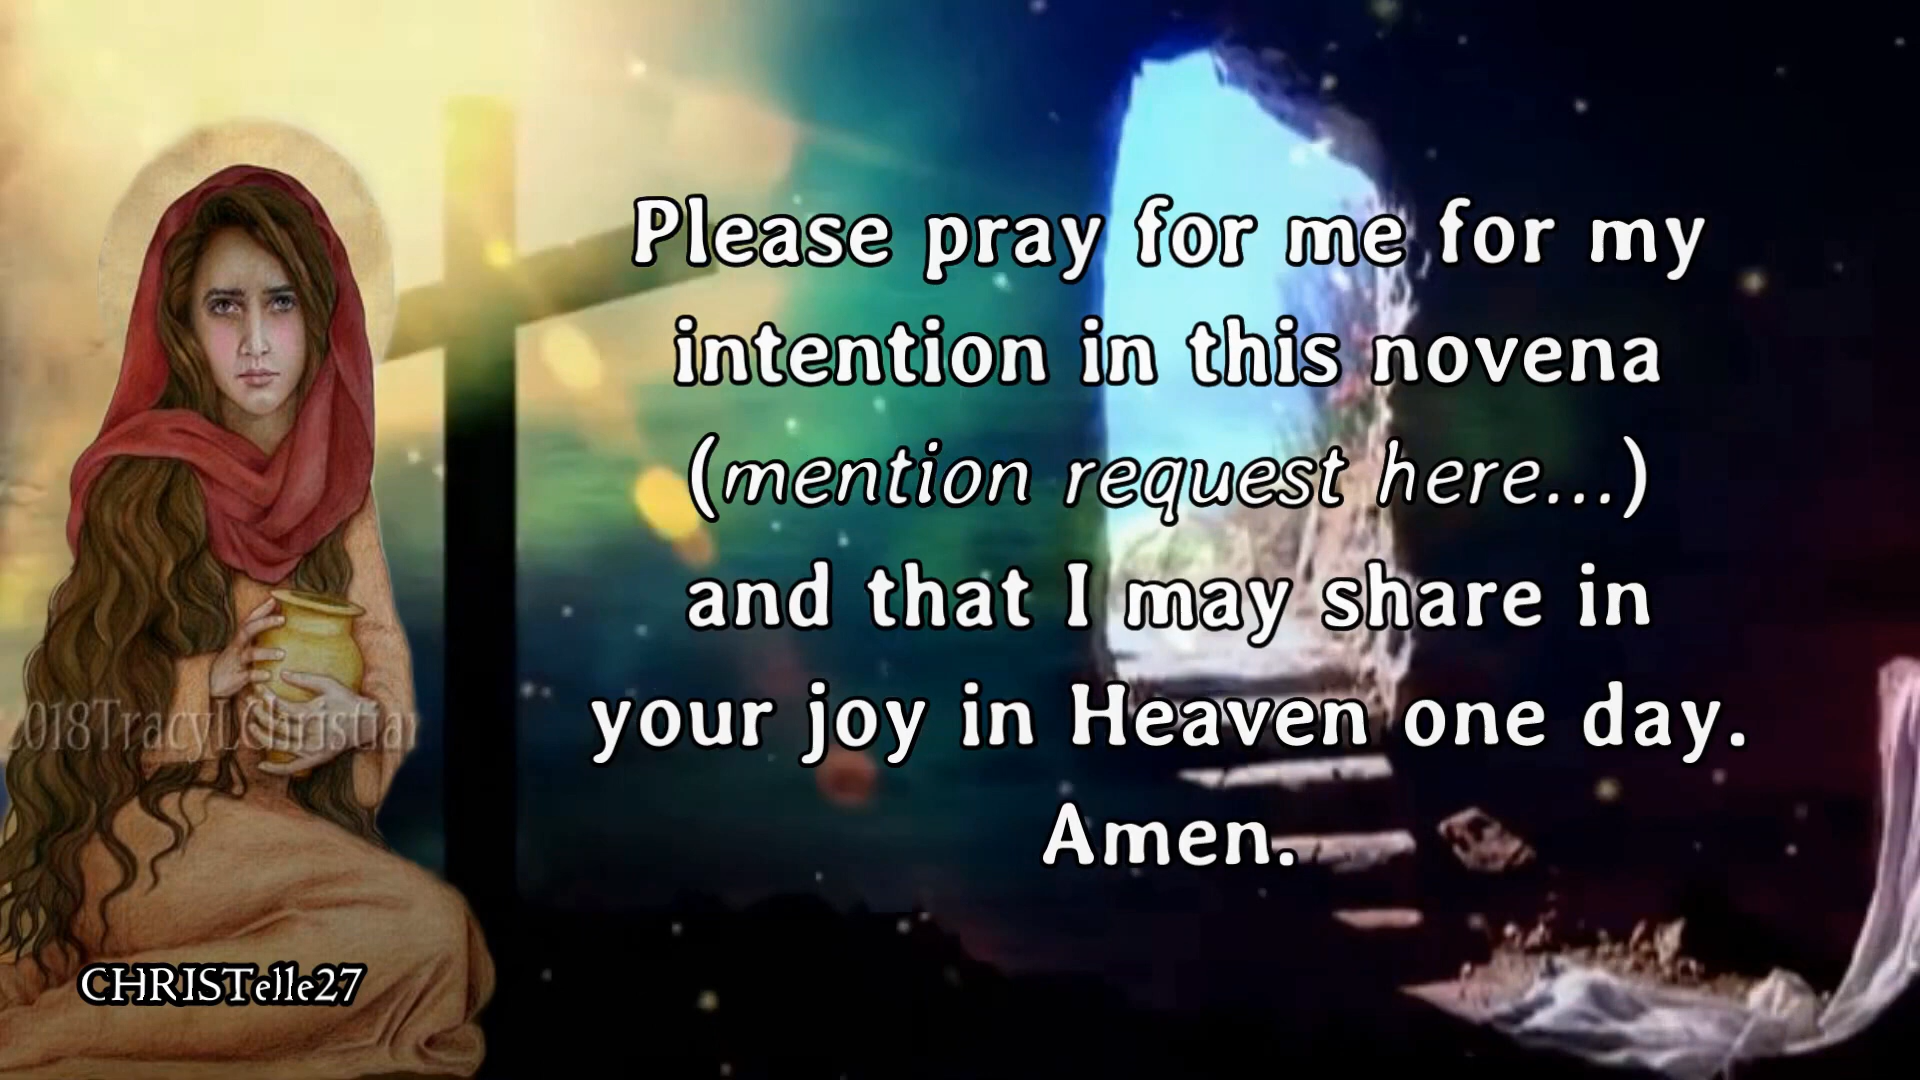 Please pray for me for my
intention in this novena
(mention request here...)
and that I may share in
your joy in Heaven one day.
Amen.
2018TracyLChristian
CHRISTelle27